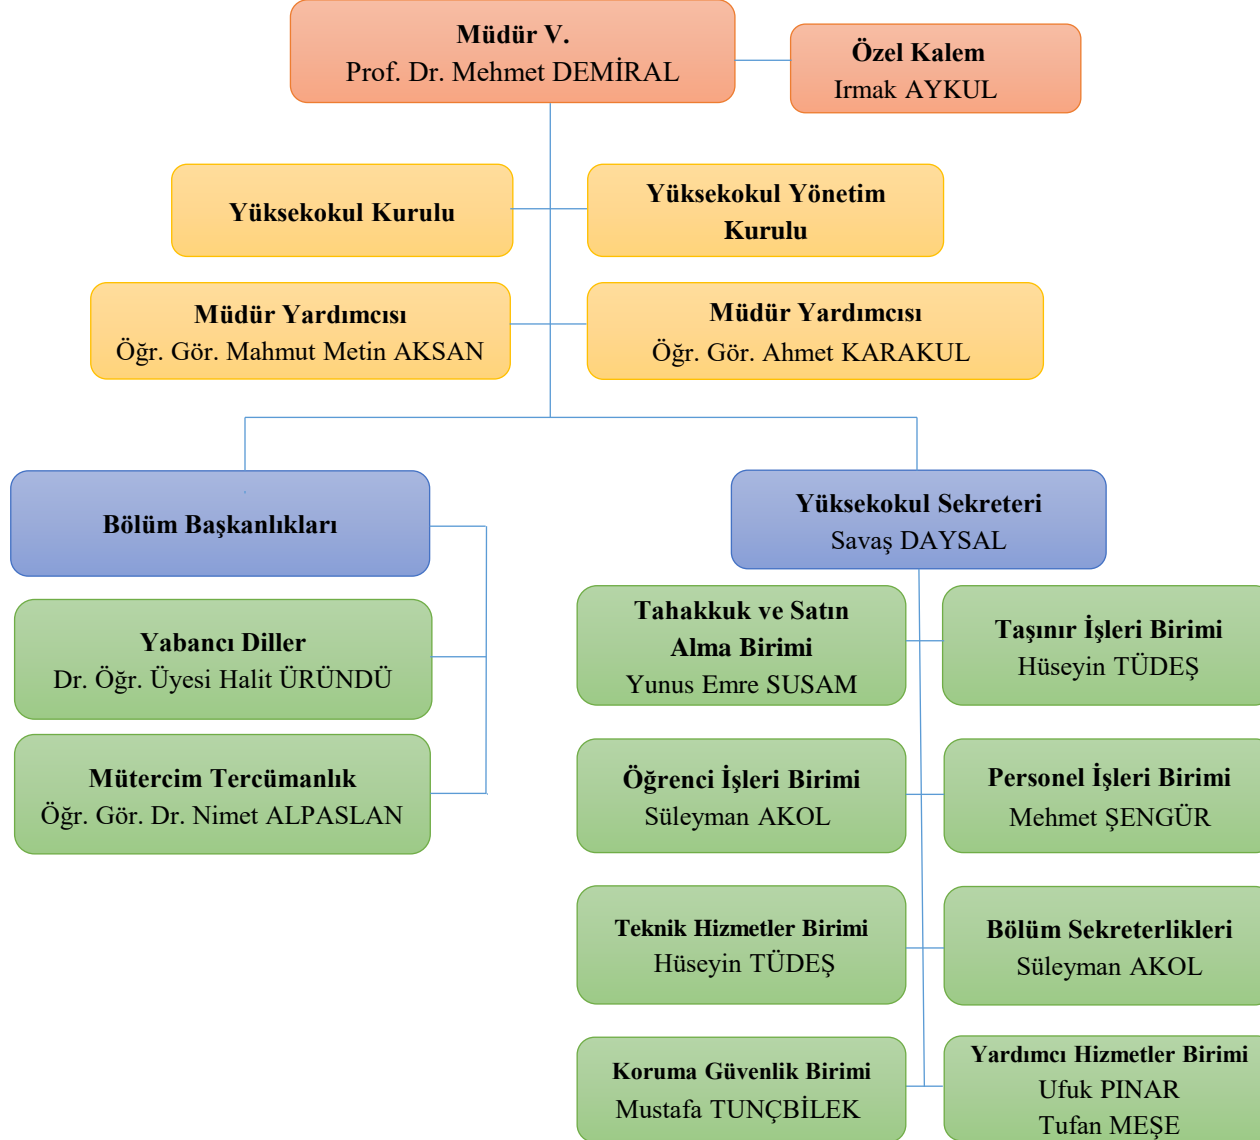 Müdür V.
Prof. Dr. Mehmet DEMİRAL
Özel Kalem
Irmak AYKUL
Yüksekokul Kurulu
Yüksekokul Yönetim
Kurulu
Müdür Yardımcısı
Öğr. Gör. Mahmut Metin AKSAN
Müdür Yardımcısı
Öğr. Gör. Ahmet KARAKUL
Bölüm Başkanlıkları
Yabancı Diller
Dr. Öğr. Üyesi Halit ÜRÜNDÜ
Mütercim Tercümanlık
Öğr. Gör. Dr. Nimet ALPASLAN
Yüksekokul Sekreteri
Savaş DAYSAL
Tahakkuk ve Satın
Alma Birimi
Yunus Emre SUSAM
Taşınır İşleri Birimi
Hüseyin TÜDEŞ
Öğrenci İşleri Birimi
Süleyman AKOL
Personel İşleri Birimi
Mehmet ŞENGÜR
Teknik Hizmetler Birimi
Hüseyin TÜDEŞ
Bölüm Sekreterlikleri
Süleyman AKOL
Koruma Güvenlik Birimi
Mustafa TUNÇBİLEK
Yardımcı Hizmetler Birimi
Ufuk PINAR
Tufan MEŞE